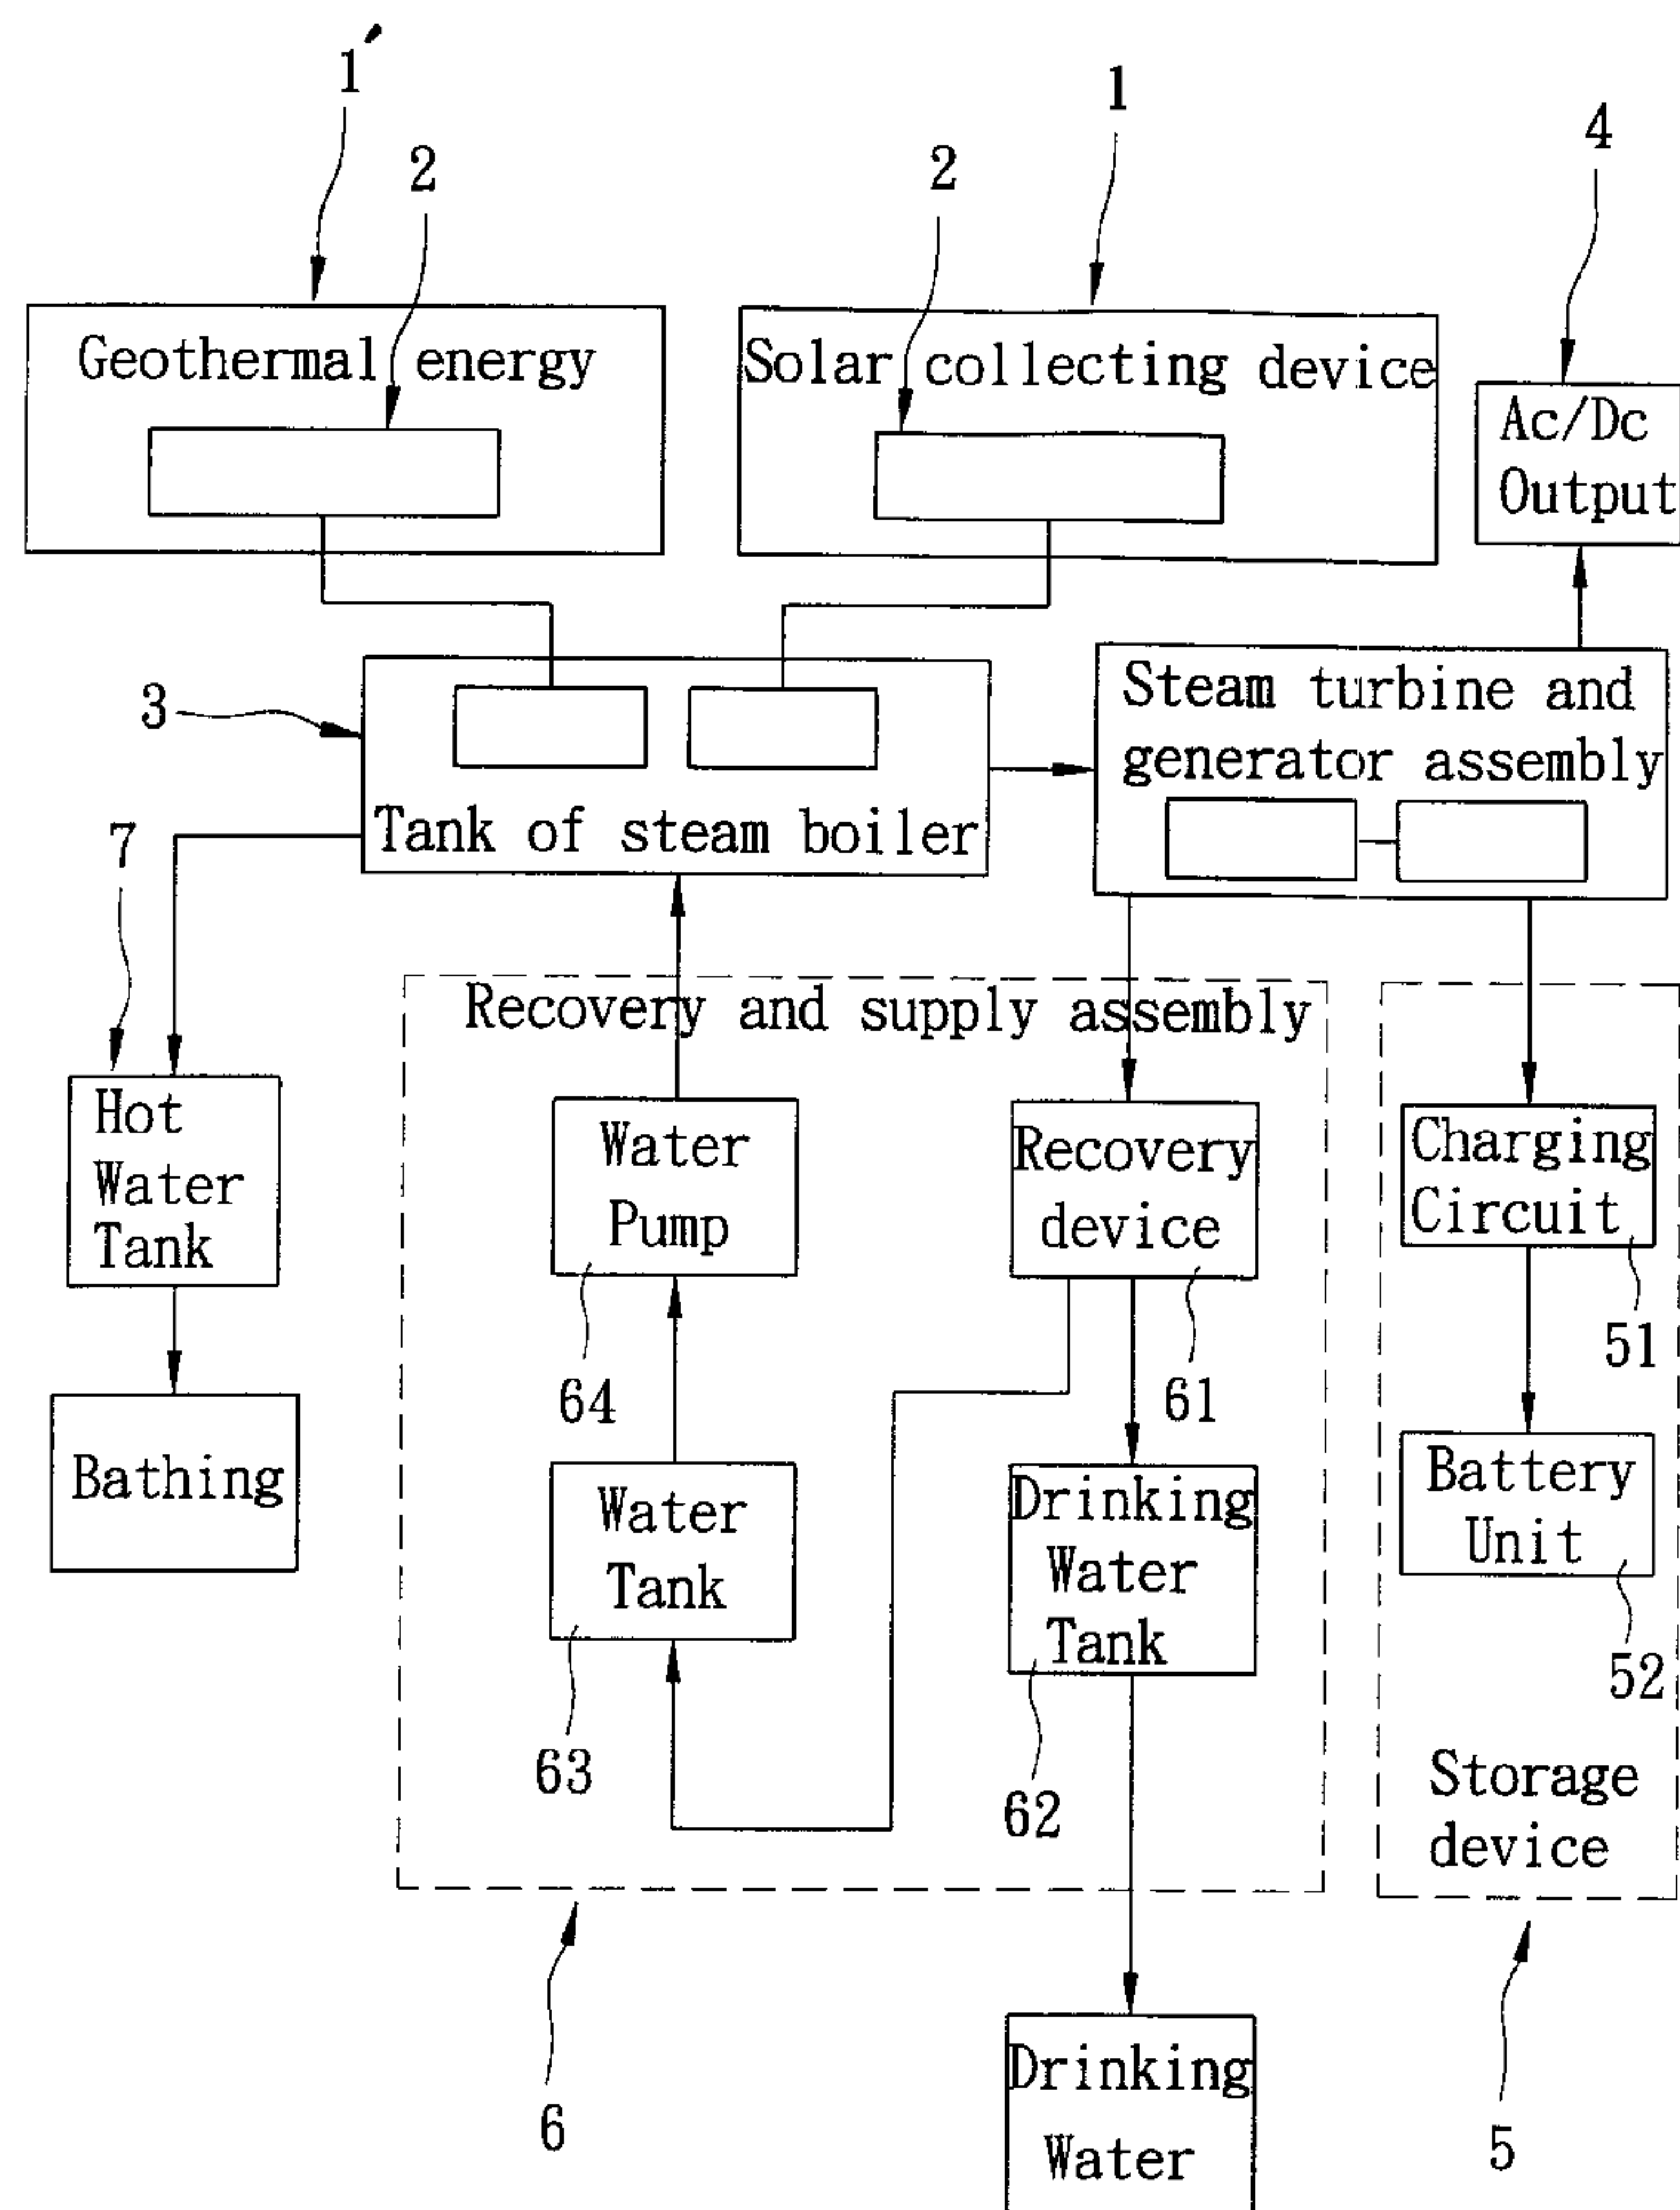 1′
1
4
2
2
Geothermal energy
Solar collecting device
Ac/Dc
Output
3
Tank of steam boiler
Steam turbine and
generator assembly
7
Recovery and supply assembly
Hot
Water
Tank
Water
Pump
64
Recovery
device
61
Charging
Circuit
51
Bathing
Water
Tank
63
Drinking
Water
Tank
62
Battery
Unit
52
Storage
device
6
5
Drinking
Water